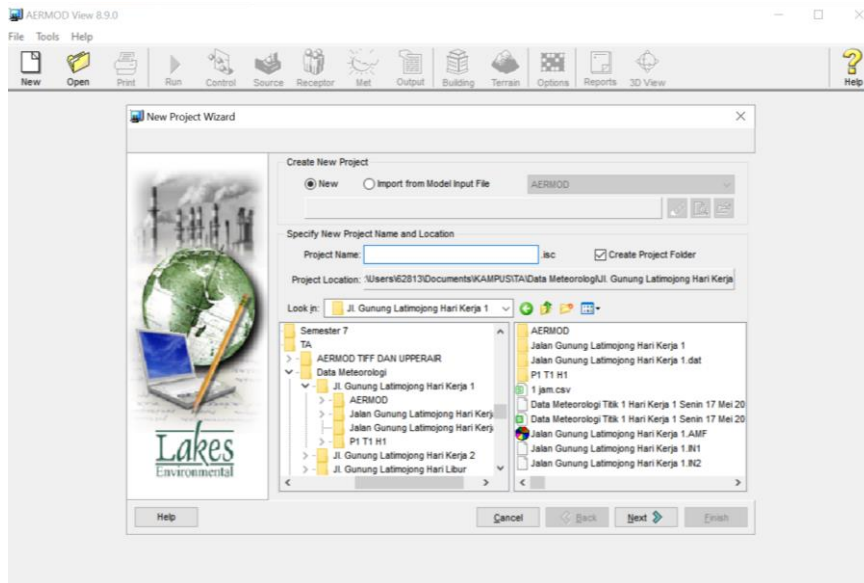 AERMOD View 8.9.0
File Tools Help
New Open Print Run Control Source Receptor Met Output Building Terrain Options Reports 3D View Help
New Project Wizard
Create New Project
New Import from Model Input File AERMOD
Specify New Project Name and Location
Project Name: .isc Create Project Folder
Project Location: :\Users\62813\Documents\KAMPUS\TA\Data Meteorologi\Jl. Gunung Latimojong Hari Kerja
Look in: Jl. Gunung Latimojong Hari Kerja 1
Semester 7
TA
AERMOD TIFF DAN UPPERAIR
Data Meteorologi
Jl. Gunung Latimojong Hari Kerja 1
AERMOD
Jalan Gunung Latimojong Hari Kerj
Jalan Gunung Latimojong Hari Kerj
P1 T1 H1
Jl. Gunung Latimojong Hari Kerja 2
Jl. Gunung Latimojong Hari Libur
AERMOD
Jalan Gunung Latimojong Hari Kerja 1
Jalan Gunung Latimojong Hari Kerja 1.dat
P1 T1 H1
1 jam.csv
Data Meteorologi Titik 1 Hari Kerja 1 Senin 17 Mei 20
Data Meteorologi Titik 1 Hari Kerja 1 Senin 17 Mei 20
Jalan Gunung Latimojong Hari Kerja 1.AMF
Jalan Gunung Latimojong Hari Kerja 1.IN1
Jalan Gunung Latimojong Hari Kerja 1.IN2
Lakes
Environmental
Help Cancel Back Next Finish